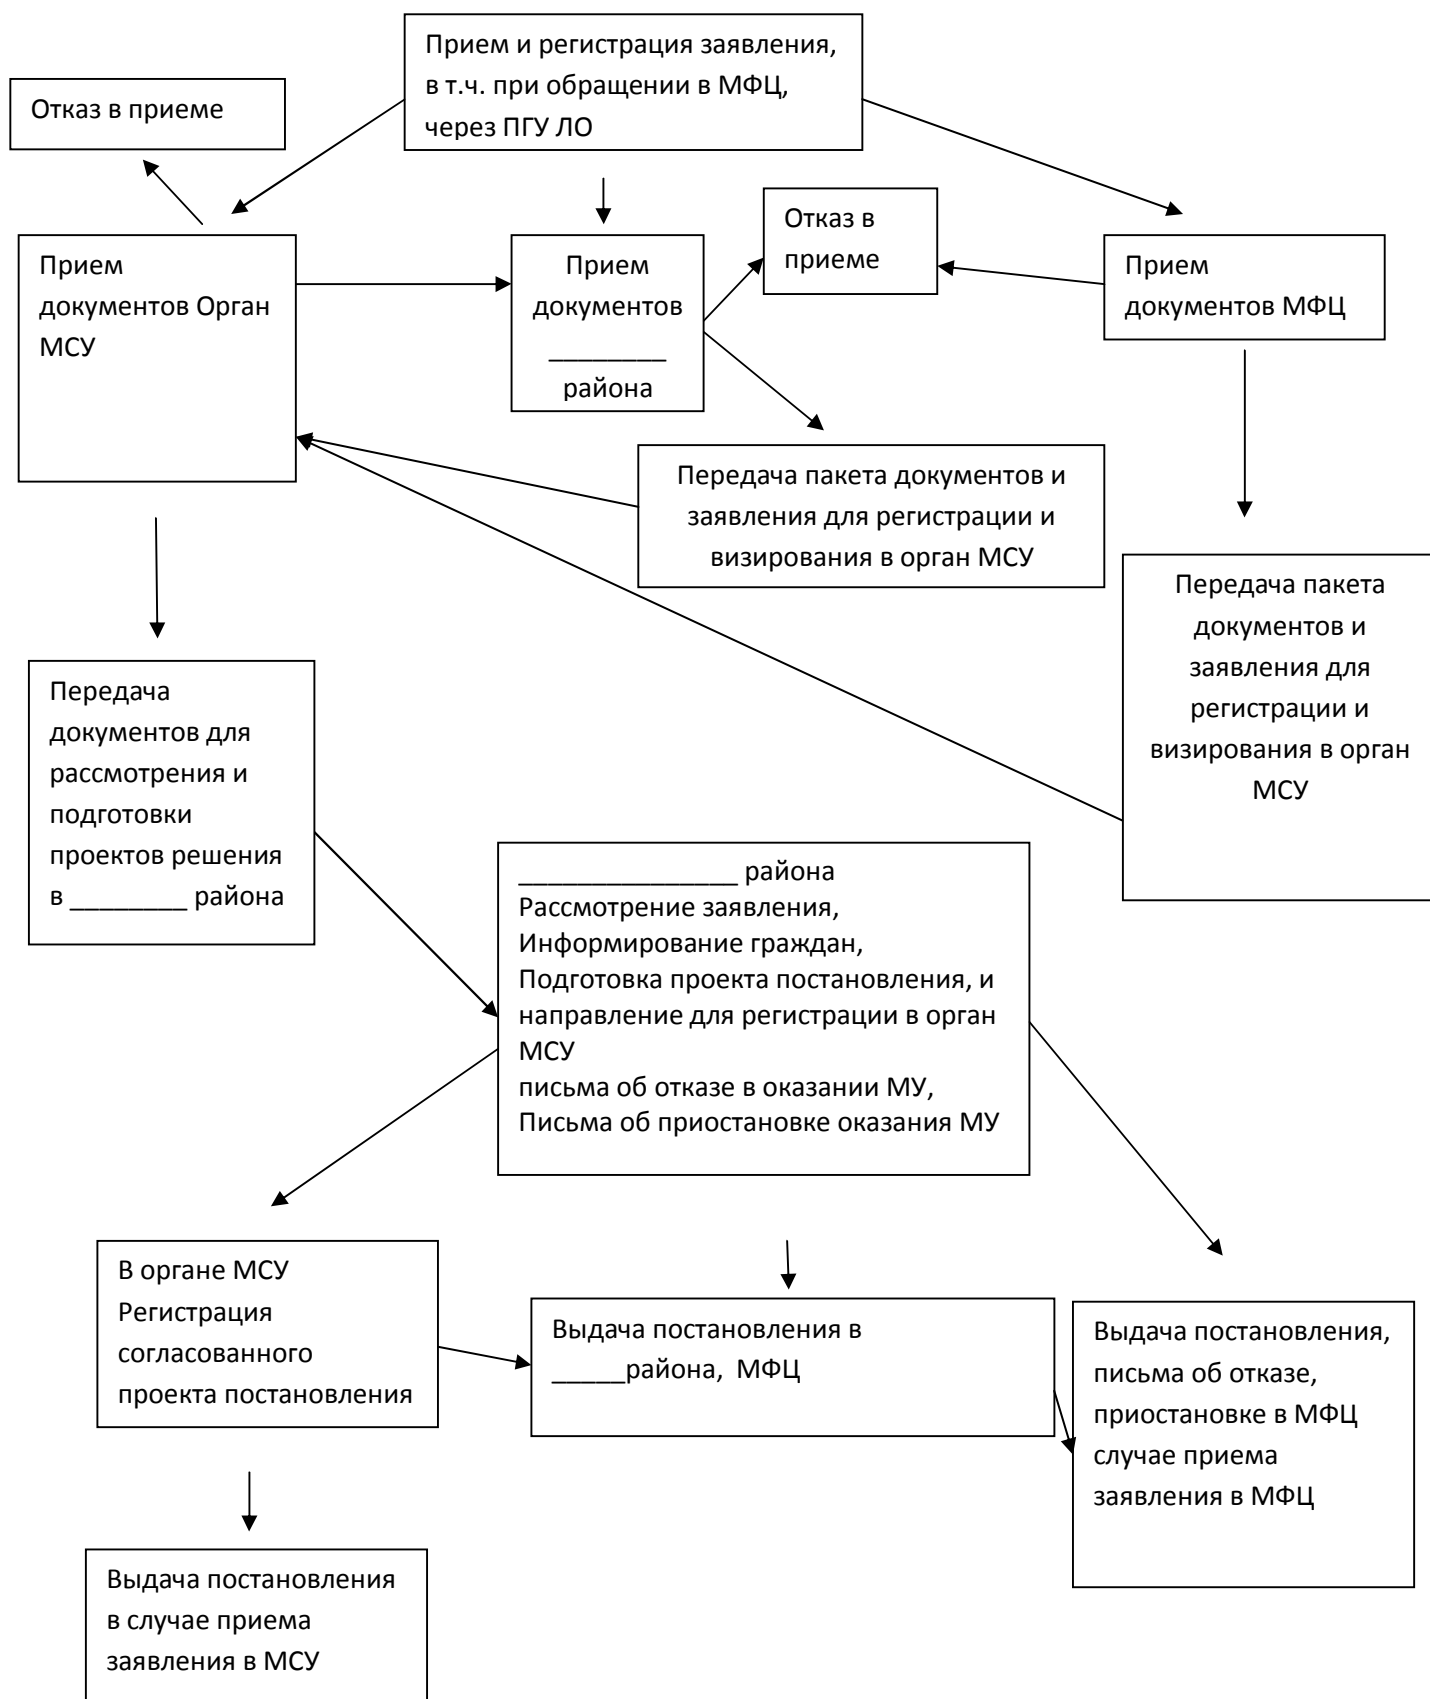 Прием и регистрация заявления,
в т.ч. при обращении в МФЦ,
через ПГУ ЛО
Отказ в приеме
Отказ в
приеме
Прием
документов Орган
МСУ
Прием
документов
________
района
Прием
документов МФЦ
Передача пакета документов и
заявления для регистрации и
визирования в орган МСУ
Передача пакета
документов и
заявления для
регистрации и
визирования в орган
МСУ
Передача
документов для
рассмотрения и
подготовки
проектов решения
в ________ района
_______________ района
Рассмотрение заявления,
Информирование граждан,
Подготовка проекта постановления, и
направление для регистрации в орган
МСУ
письма об отказе в оказании МУ,
Письма об приостановке оказания МУ
В органе МСУ
Регистрация
согласованного
проекта постановления
Выдача постановления в
_____района,  МФЦ
Выдача постановления,
письма об отказе,
приостановке в МФЦ
случае приема
заявления в МФЦ
Выдача постановления
в случае приема
заявления в МСУ